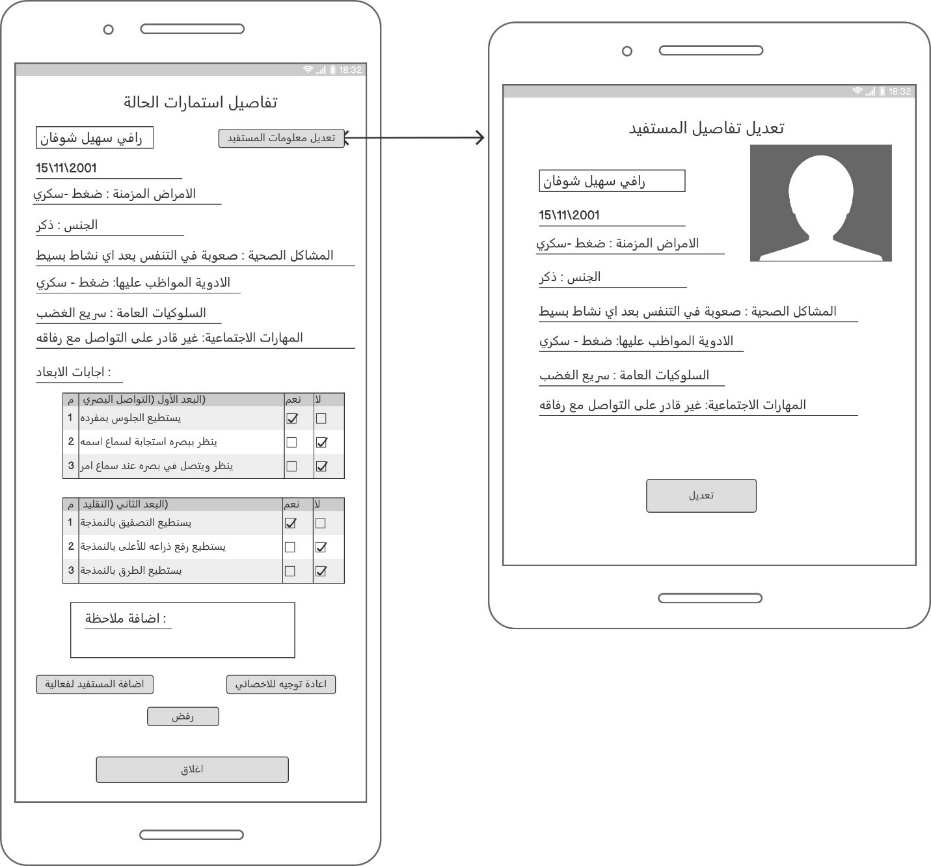 18:32
تفاصيل استمارات الحالة
رافي سهيل شوفان
تعديل معلومات المستفيد
15\11\2001
الامراض المزمنة : ضغط -سكري
الجنس : ذكر
المشاكل الصحية : صعوبة في التنفس بعد اي نشاط بسيط
الادوية المواظب عليها: ضغط - سكري
السلوكيات العامة : سريع الغضب
المهارات الاجتماعية: غير قادر على التواصل مع رفاقه
اجابات الابعاد :
م البعد الأول (التواصل البصري) نعم لا
1 يستطيع الجلوس بمفرده
2 ينظر ببصره استجابة لسماع اسمه
3 ينظر ويتصل في بصره عند سماع امر
م البعد الثاني (التقليد) نعم لا
1 يستطيع التصفيق بالنمذجة
2 يستطيع رفع ذراعه للأعلى بالنمذجة
3 يستطيع الطرق بالنمذجة
اضافة ملاحظة :
اضافة المستفيد لفعالية
اعادة توجيه للاخصائي
رفض
اغلاق
18:32
تعديل تفاصيل المستفيد
رافي سهيل شوفان
15\11\2001
الامراض المزمنة : ضغط -سكري
الجنس : ذكر
المشاكل الصحية : صعوبة في التنفس بعد اي نشاط بسيط
الادوية المواظب عليها: ضغط - سكري
السلوكيات العامة : سريع الغضب
المهارات الاجتماعية: غير قادر على التواصل مع رفاقه
تعديل